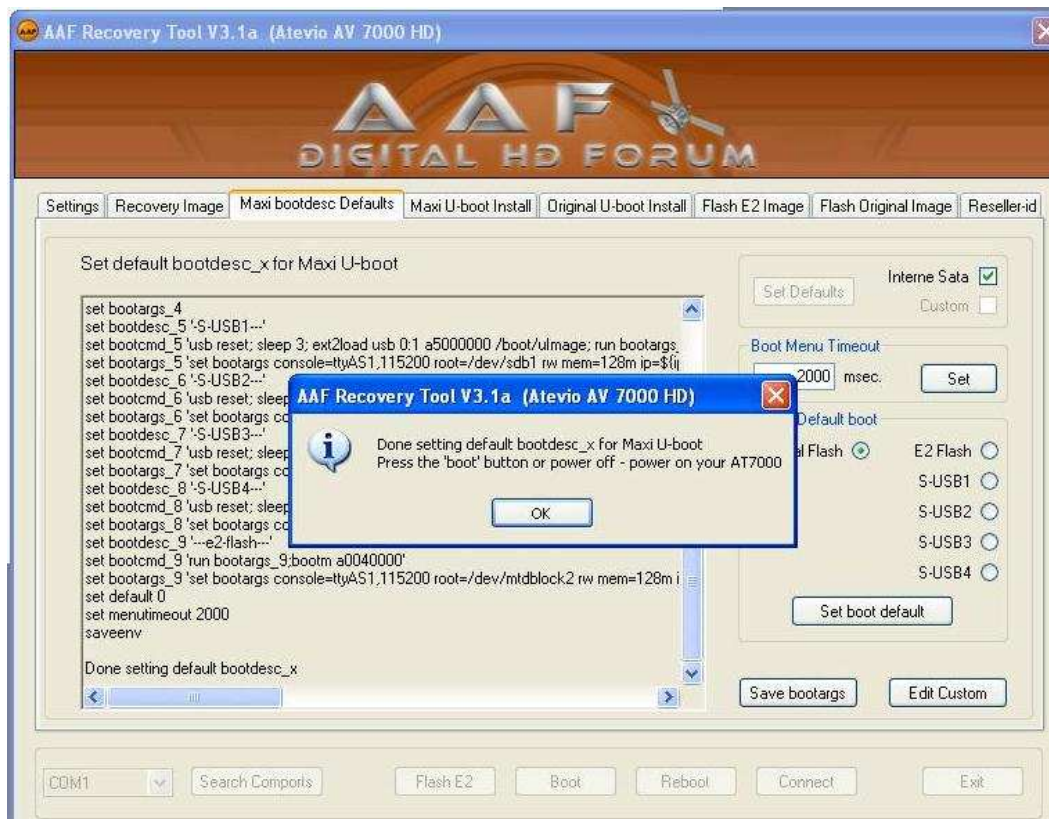 AAF Recovery Tool V3.1a (Atevio AV 7000 HD)
AAF
DIGITAL HD FORUM
Settings
Recovery Image
Maxi bootdesc Defaults
Maxi U-boot Install
Original U-boot Install
Flash E2 Image
Flash Original Image
Reseller-id
Set default bootdesc_x for Maxi U-boot
set bootargs_4
set bootdesc_5 '-S-USB1---'
set bootcmd_5 'usb reset; sleep 3; ext2load usb 0:1 a5000000 /boot/uImage; run bootargs_
set bootargs_5 'set bootargs console=ttyAS1,115200 root=/dev/sdb1 rw mem=128m ip=${ip
set bootdesc_6 '-S-USB2---'
set bootcmd_6 'usb reset; sleep
set bootargs_6 'set bootargs co
set bootdesc_7 '-S-USB3---'
set bootcmd_7 'usb reset; sleep
set bootargs_7 'set bootargs co
set bootdesc_8 '-S-USB4---'
set bootcmd_8 'usb reset; sleep
set bootargs_8 'set bootargs co
set bootdesc_9 '---e2-flash---'
set bootcmd_9 'run bootargs_9;bootm a0040000'
set bootargs_9 'set bootargs console=ttyAS1,115200 root=/dev/mtdblock2 rw mem=128m i
set default 0
set menutimeout 2000
saveenv
Done setting default bootdesc_x
AAF Recovery Tool V3.1a (Atevio AV 7000 HD)
Done setting default bootdesc_x for Maxi U-boot
Press the 'boot' button or power off - power on your AT7000
OK
Set Defaults
Interne Sata
Custom
Boot Menu Timeout
2000 msec.
Set
Default boot
al Flash
E2 Flash
S-USB1
S-USB2
S-USB3
S-USB4
Set boot default
Save bootargs
Edit Custom
COM1
Search Comports
Flash E2
Boot
Reboot
Connect
Exit